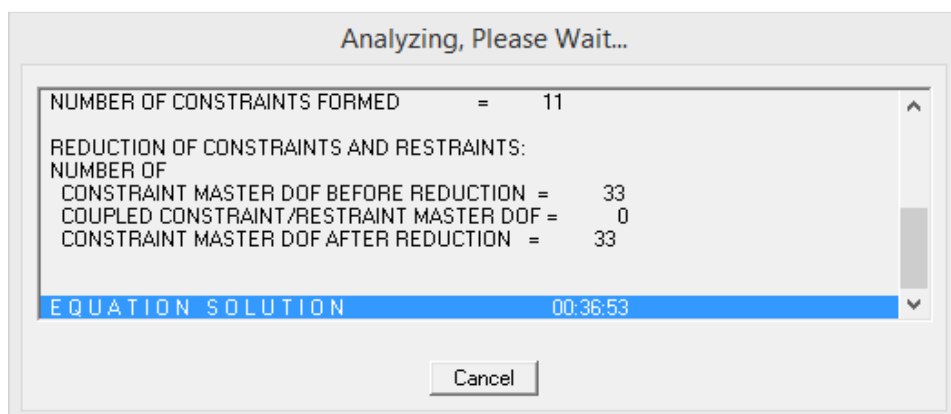 Analyzing, Please Wait...
NUMBER OF CONSTRAINTS FORMED = 11
REDUCTION OF CONSTRAINTS AND RESTRAINTS:
NUMBER OF
CONSTRAINT MASTER DOF BEFORE REDUCTION = 33
COUPLED CONSTRAINT/RESTRAINT MASTER DOF = 0
CONSTRAINT MASTER DOF AFTER REDUCTION = 33
E Q U A T I O N S O L U T I O N 00:36:53
Cancel